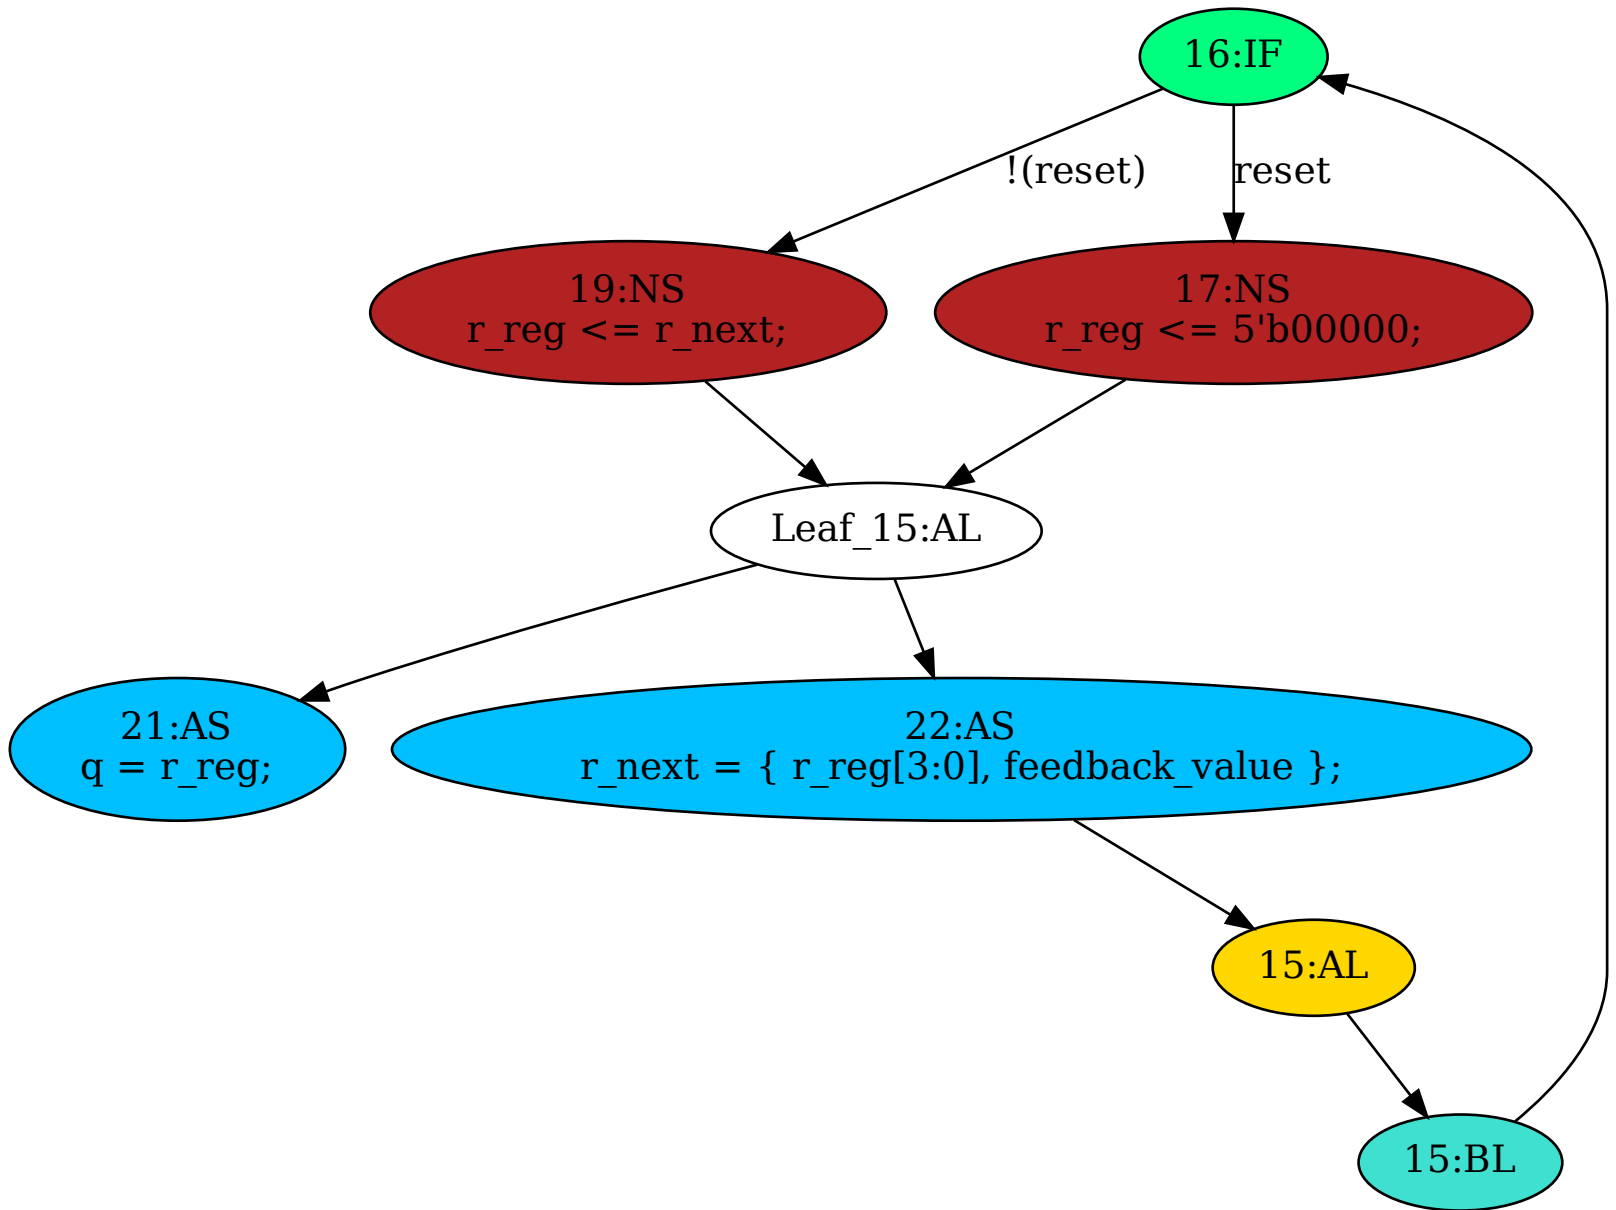 16:IF
!(reset)
reset
19:NS
r_reg <= r_next;
17:NS
r_reg <= 5'b00000;
Leaf_15:AL
21:AS
q = r_reg;
22:AS
r_next = { r_reg[3:0], feedback_value };
15:AL
15:BL